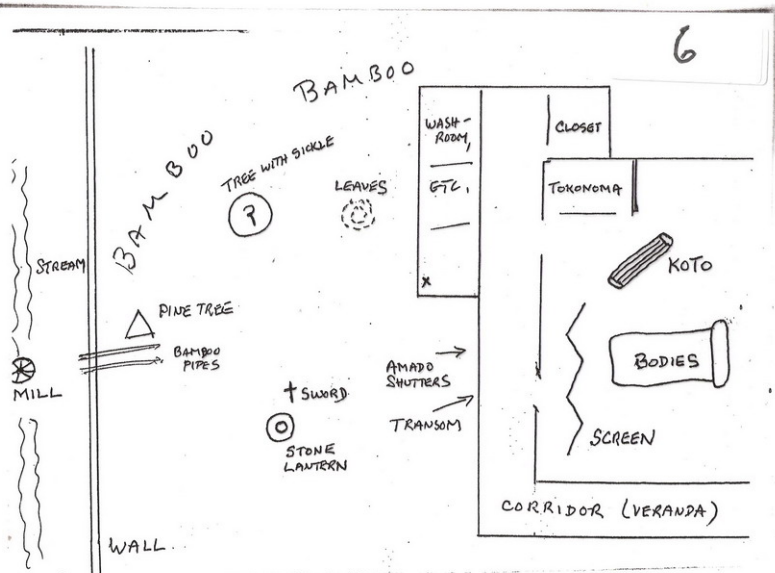 6
BAMBOO
BAMBOO
WASH-
ROOM,
ETC,
CLOSET
TREE WITH SICKLE
LEAVES
TOKONOMA
STREAM
KOTO
PINE TREE
BAMBOO
PIPES
BODIES
AMADO
SHUTTERS
MILL
SWORD
TRANSOM
STONE
LANTERN
SCREEN
CORRIDOR (VERANDA)
WALL
x